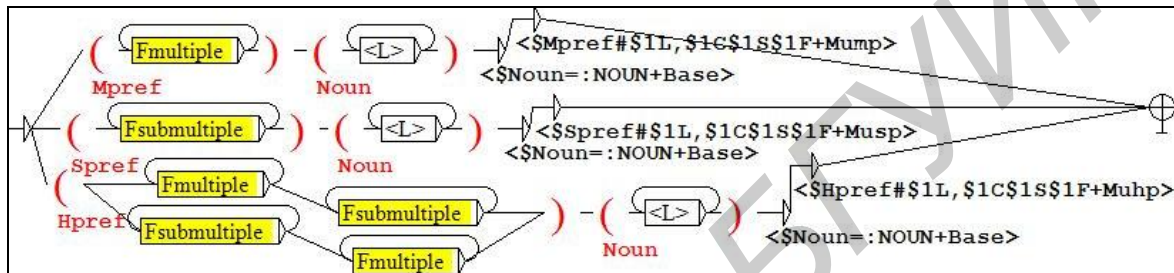 ( Fmultiple ) - ( <L> )
<$Mpref#$1L,$1C$1S$1F+Mump>
Mpref Noun <$Noun=:NOUN+Base>
( Fsubmultiple ) - ( <L> )
<$Spref#$1L,$1C$1S$1F+Musp>
Spref Noun <$Noun=:NOUN+Base>
( Fmultiple
<$Hpref#$1L,$1C$1S$1F+Muhp>
Hpref Fsubmultiple Fsubmultiple ) - ( <L> )
Fmultiple Noun <$Noun=:NOUN+Base>
БГУИ